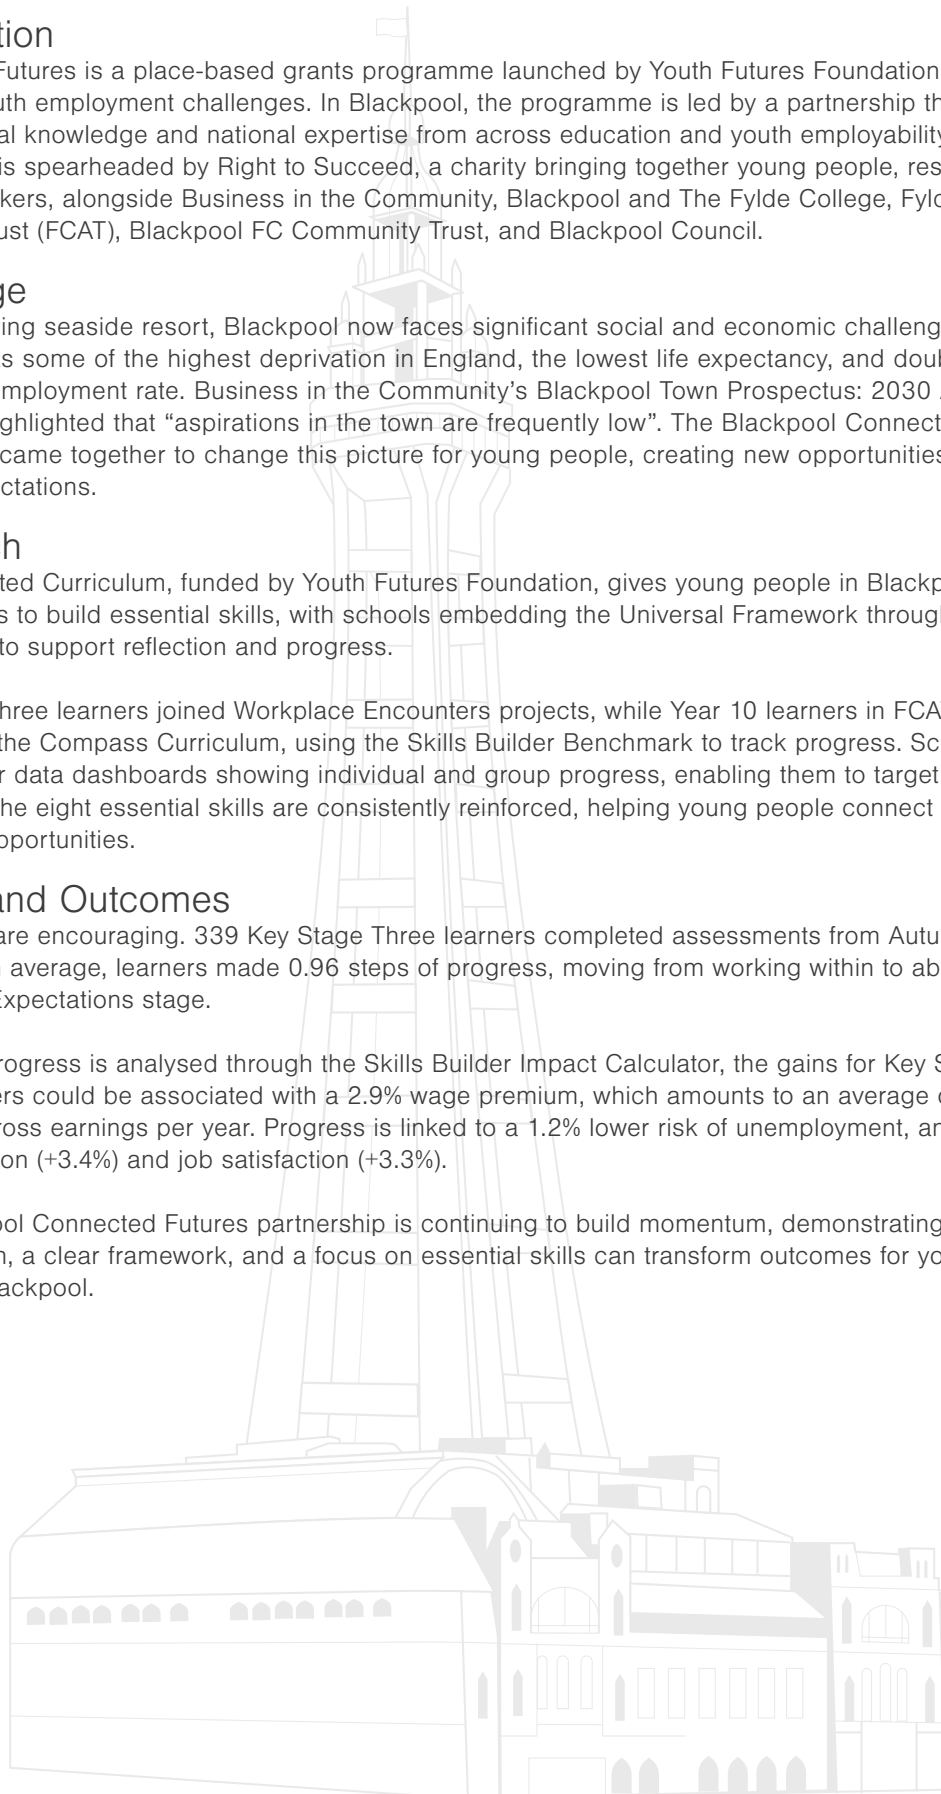 tion
Futures is a place-based grants programme launched by Youth Futures Foundation
uth employment challenges. In Blackpool, the programme is led by a partnership th
al knowledge and national expertise from across education and youth employability
is spearheaded by Right to Succeed, a charity bringing together young people, res
kers, alongside Business in the Community, Blackpool and The Fylde College, Fyld
ust (FCAT), Blackpool FC Community Trust, and Blackpool Council.
ge
ing seaside resort, Blackpool now faces significant social and economic challeng
s some of the highest deprivation in England, the lowest life expectancy, and doub
employment rate. Business in the Community’s Blackpool Town Prospectus: 2030
ghlighted that “aspirations in the town are frequently low”. The Blackpool Connect
came together to change this picture for young people, creating new opportunities
ctations.
ch
ted Curriculum, funded by Youth Futures Foundation, gives young people in Blackp
s to build essential skills, with schools embedding the Universal Framework through
to support reflection and progress.
hree learners joined Workplace Encounters projects, while Year 10 learners in FCAT
the Compass Curriculum, using the Skills Builder Benchmark to track progress. Sc
r data dashboards showing individual and group progress, enabling them to target
he eight essential skills are consistently reinforced, helping young people connect
pportunities.
and Outcomes
are encouraging. 339 Key Stage Three learners completed assessments from Autu
n average, learners made 0.96 steps of progress, moving from working within to ab
Expectations stage.
rogress is analysed through the Skills Builder Impact Calculator, the gains for Key S
ers could be associated with a 2.9% wage premium, which amounts to an average o
ross earnings per year. Progress is linked to a 1.2% lower risk of unemployment, an
ion (+3.4%) and job satisfaction (+3.3%).
ool Connected Futures partnership is continuing to build momentum, demonstrating
n, a clear framework, and a focus on essential skills can transform outcomes for yo
lackpool.